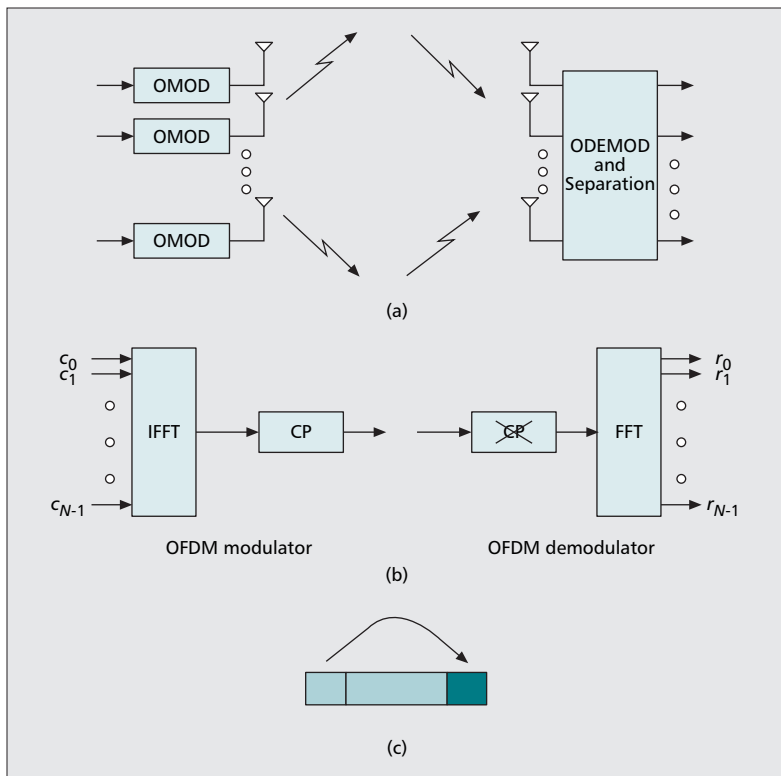 OMOD
OMOD
OMOD
ODEMOD
and
Separation
(a)
c0
c1
cN-1
IFFT
CP
CP
FFT
r0
r1
rN-1
OFDM modulator
OFDM demodulator
(b)
(c)